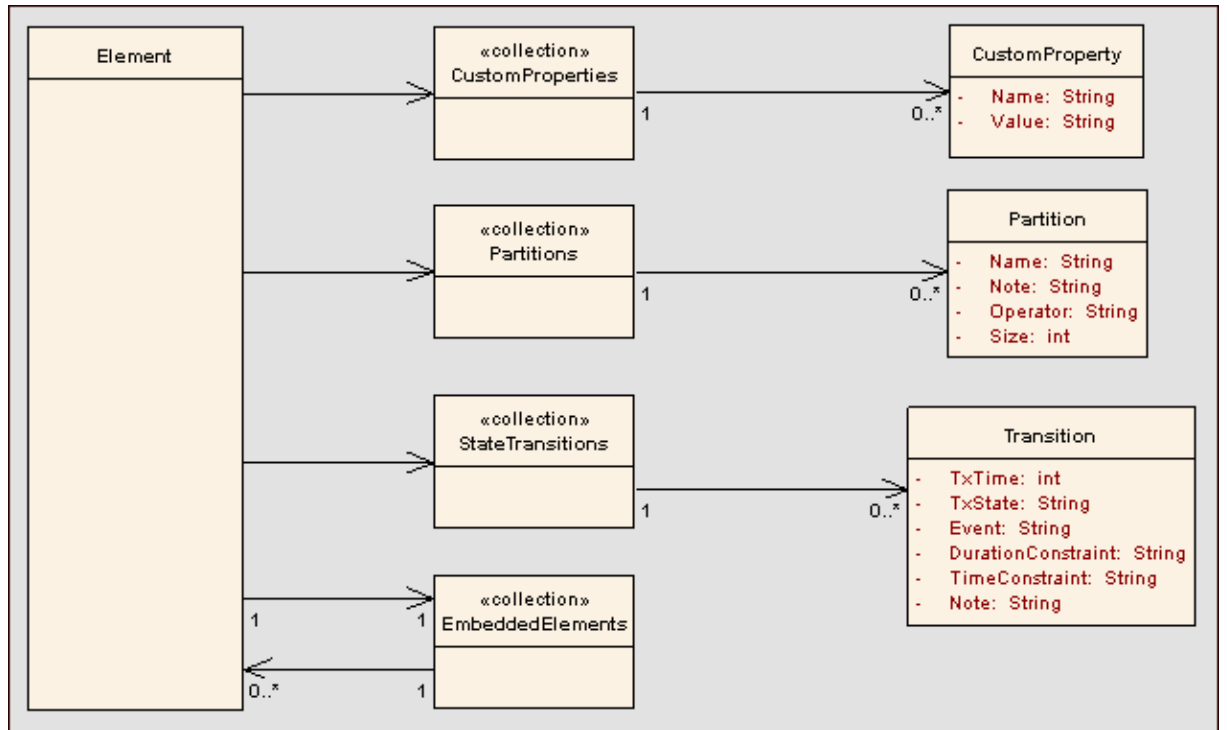 Element
«collection»
CustomProperties
1
0..*
CustomProperty
- Name: String
- Value: String
«collection»
Partitions
1
0..*
Partition
- Name: String
- Note: String
- Operator: String
- Size: int
«collection»
StateTransitions
1
0..*
Transition
- TxTime: int
- TxState: String
- Event: String
- DurationConstraint: String
- TimeConstraint: String
- Note: String
1
1
«collection»
EmbeddedElements
0..*
1